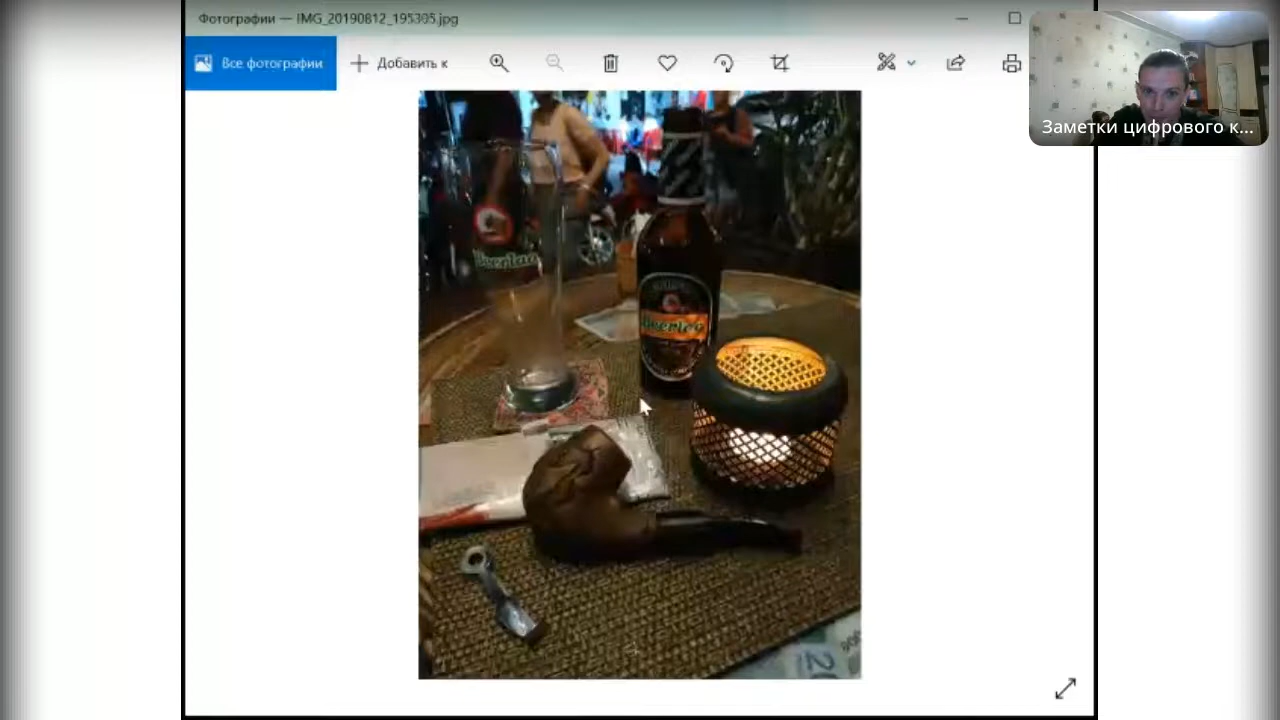 Фотографии — IMG_20190812_195305.jpg
Все фотографии
Добавить к
Заметки цифрового к...
Beerlao
Beerlao